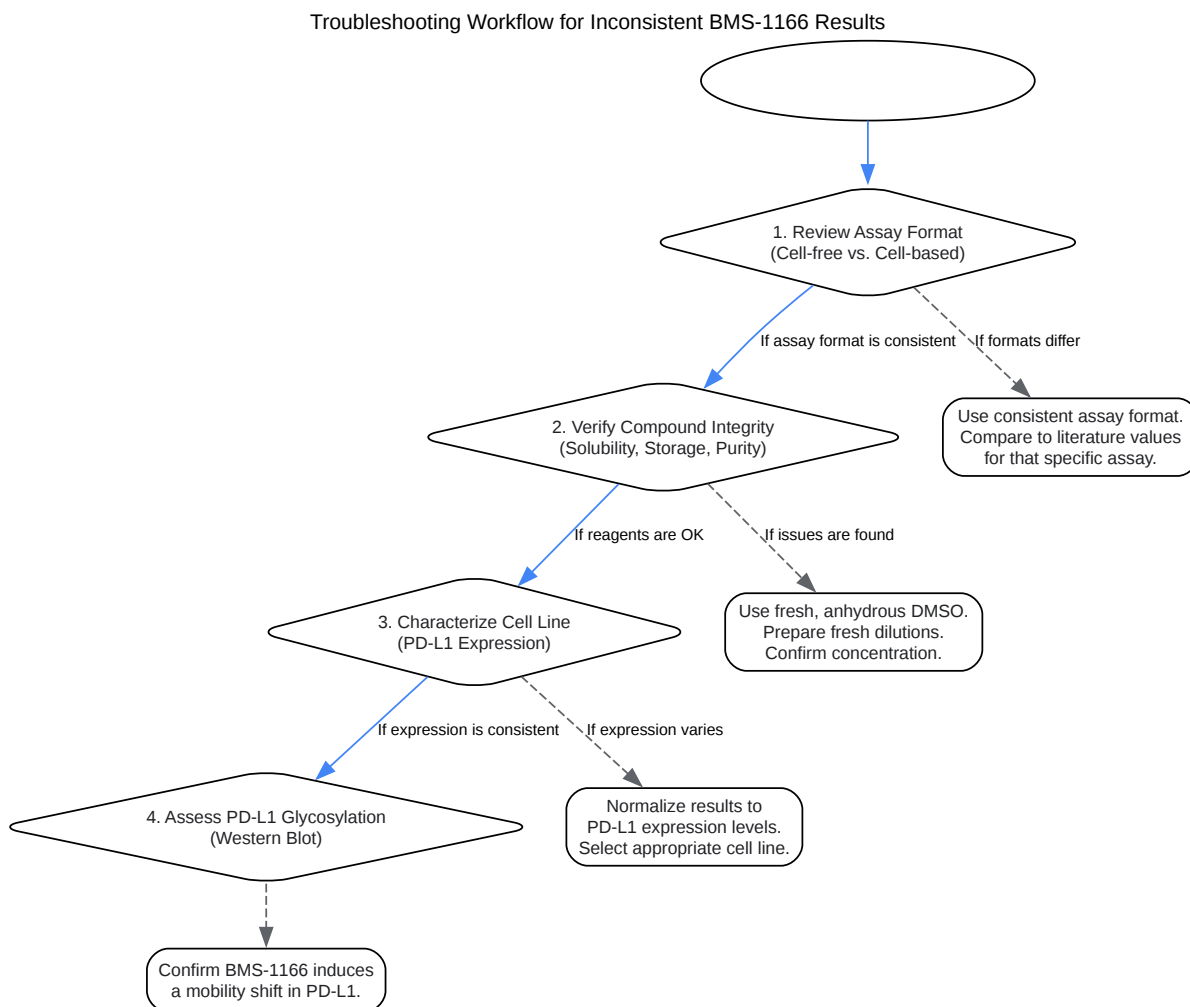 Troubleshooting Workflow for Inconsistent BMS-1166 Results
1. Review Assay Format
(Cell-free vs. Cell-based)
If assay format is consistent
If formats differ
2. Verify Compound Integrity
(Solubility, Storage, Purity)
Use consistent assay format.
Compare to literature values
for that specific assay.
If reagents are OK
If issues are found
3. Characterize Cell Line
(PD-L1 Expression)
Use fresh, anhydrous DMSO.
Prepare fresh dilutions.
Confirm concentration.
If expression is consistent
If expression varies
4. Assess PD-L1 Glycosylation
(Western Blot)
Normalize results to
PD-L1 expression levels.
Select appropriate cell line.
Confirm BMS-1166 induces
a mobility shift in PD-L1.